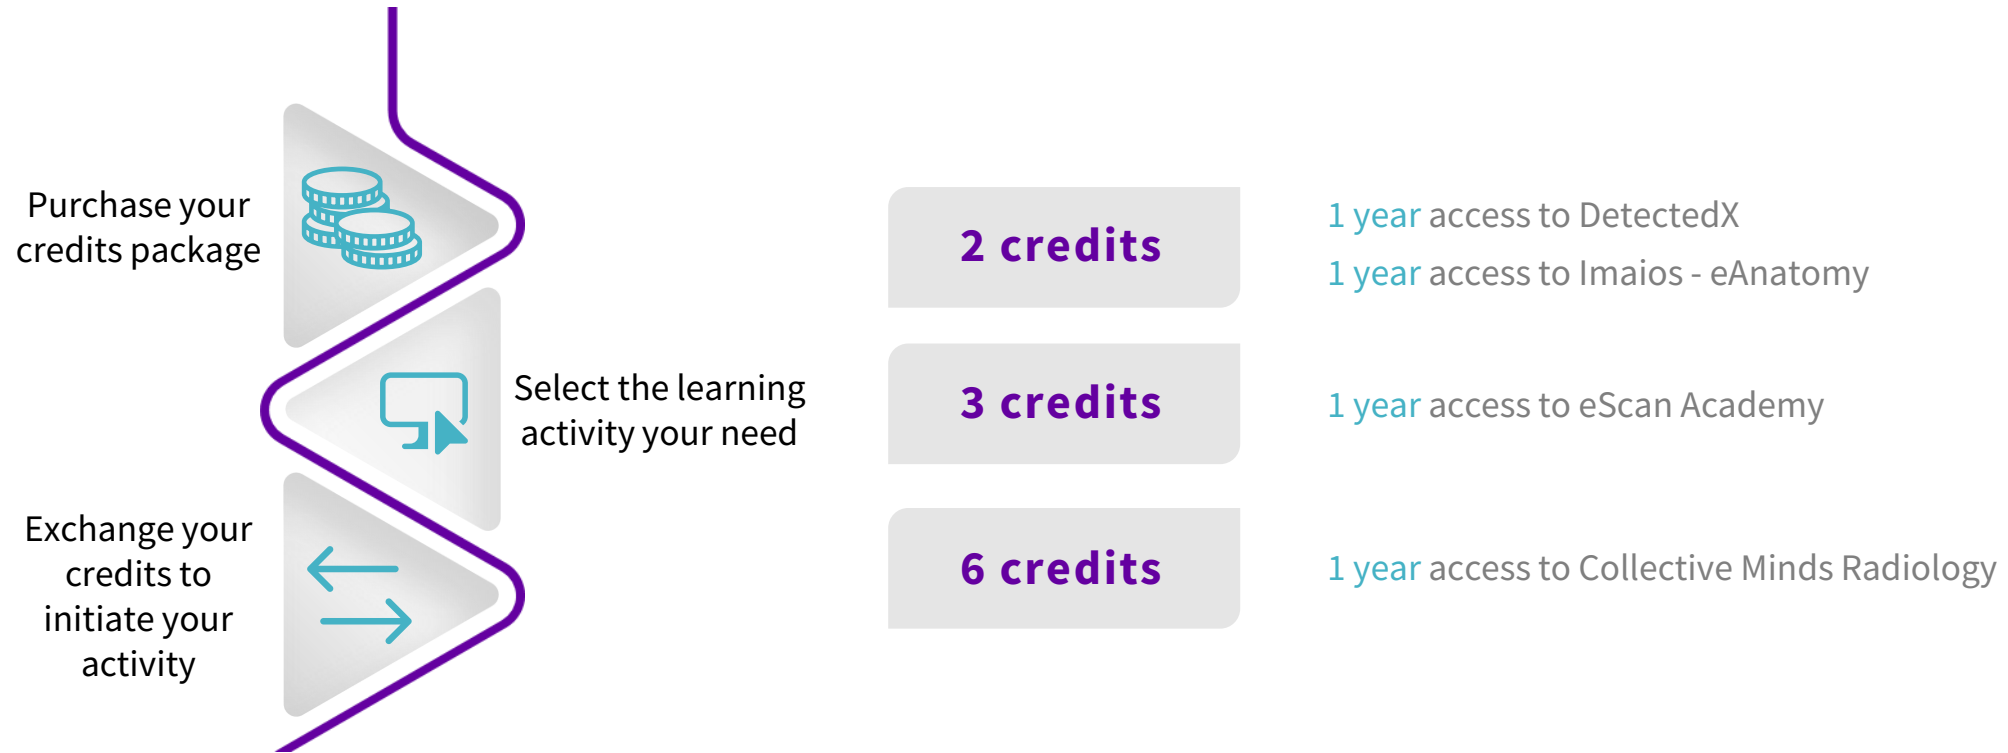 Purchase your
credits package
Select the learning
activity your need
Exchange your
credits to
initiate your
activity
2 credits
1 year access to DetectedX
1 year access to Imaios - eAnatomy
3 credits
1 year access to eScan Academy
6 credits
1 year access to Collective Minds Radiology